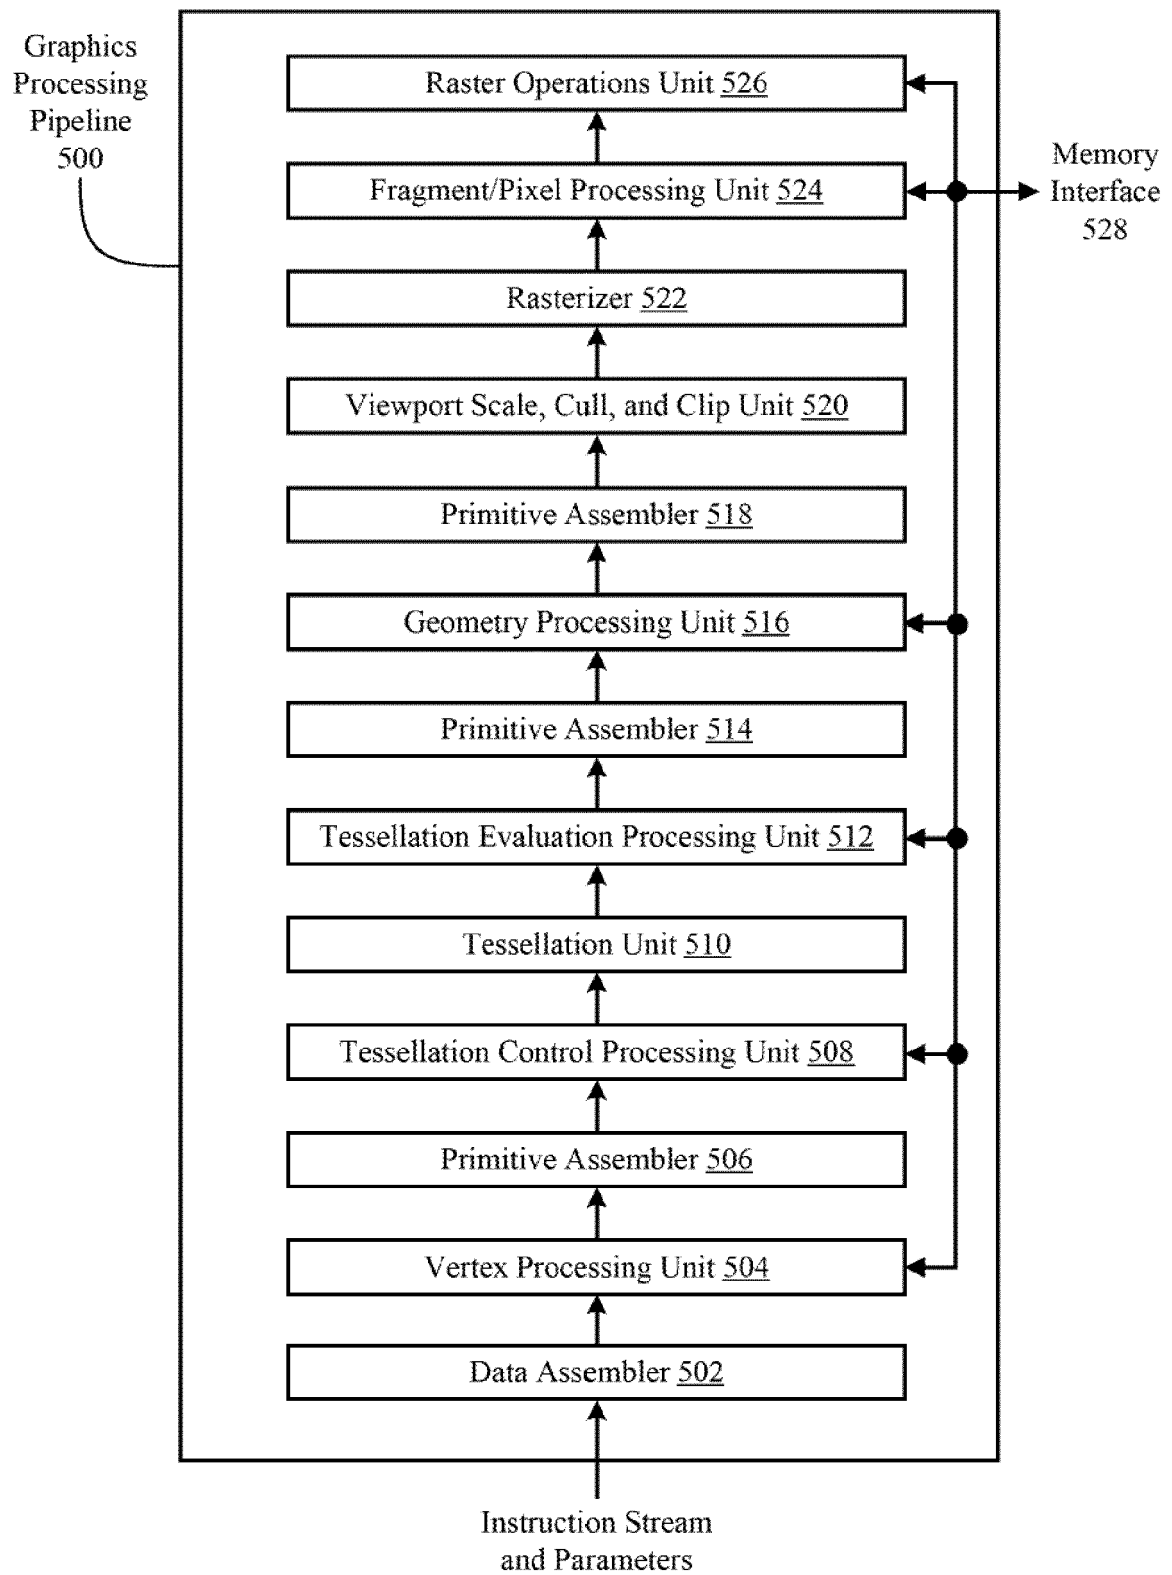 Graphics
Processing
Pipeline
500
Raster Operations Unit 526
Fragment/Pixel Processing Unit 524
Memory
Interface
528
Rasterizer 522
Viewport Scale, Cull, and Clip Unit 520
Primitive Assembler 518
Geometry Processing Unit 516
Primitive Assembler 514
Tessellation Evaluation Processing Unit 512
Tessellation Unit 510
Tessellation Control Processing Unit 508
Primitive Assembler 506
Vertex Processing Unit 504
Data Assembler 502
Instruction Stream
and Parameters